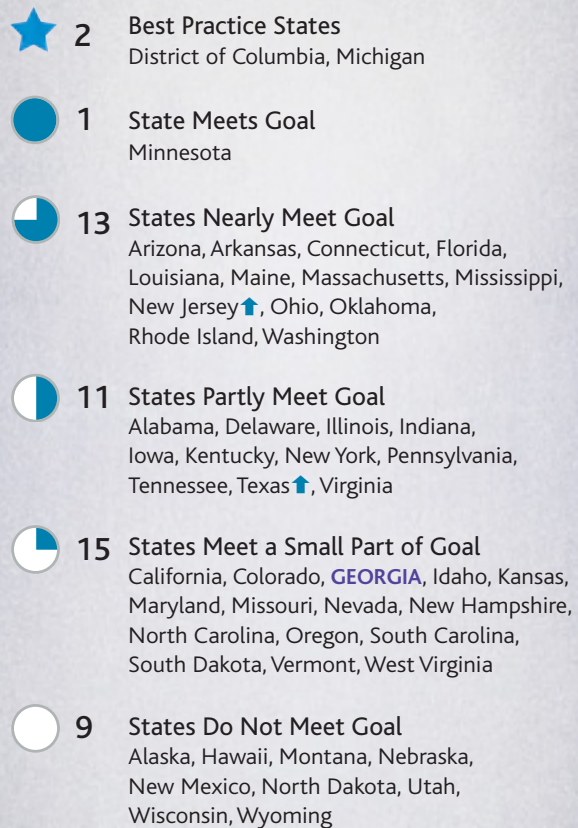 2 Best Practice States
District of Columbia, Michigan
1 State Meets Goal
Minnesota
13 States Nearly Meet Goal
Arizona, Arkansas, Connecticut, Florida,
Louisiana, Maine, Massachusetts, Mississippi,
New Jersey⬆, Ohio, Oklahoma,
Rhode Island, Washington
11 States Partly Meet Goal
Alabama, Delaware, Illinois, Indiana,
Iowa, Kentucky, New York, Pennsylvania,
Tennessee, Texas⬆, Virginia
15 States Meet a Small Part of Goal
California, Colorado, GEORGIA, Idaho, Kansas,
Maryland, Missouri, Nevada, New Hampshire,
North Carolina, Oregon, South Carolina,
South Dakota, Vermont, West Virginia
9 States Do Not Meet Goal
Alaska, Hawaii, Montana, Nebraska,
New Mexico, North Dakota, Utah,
Wisconsin, Wyoming